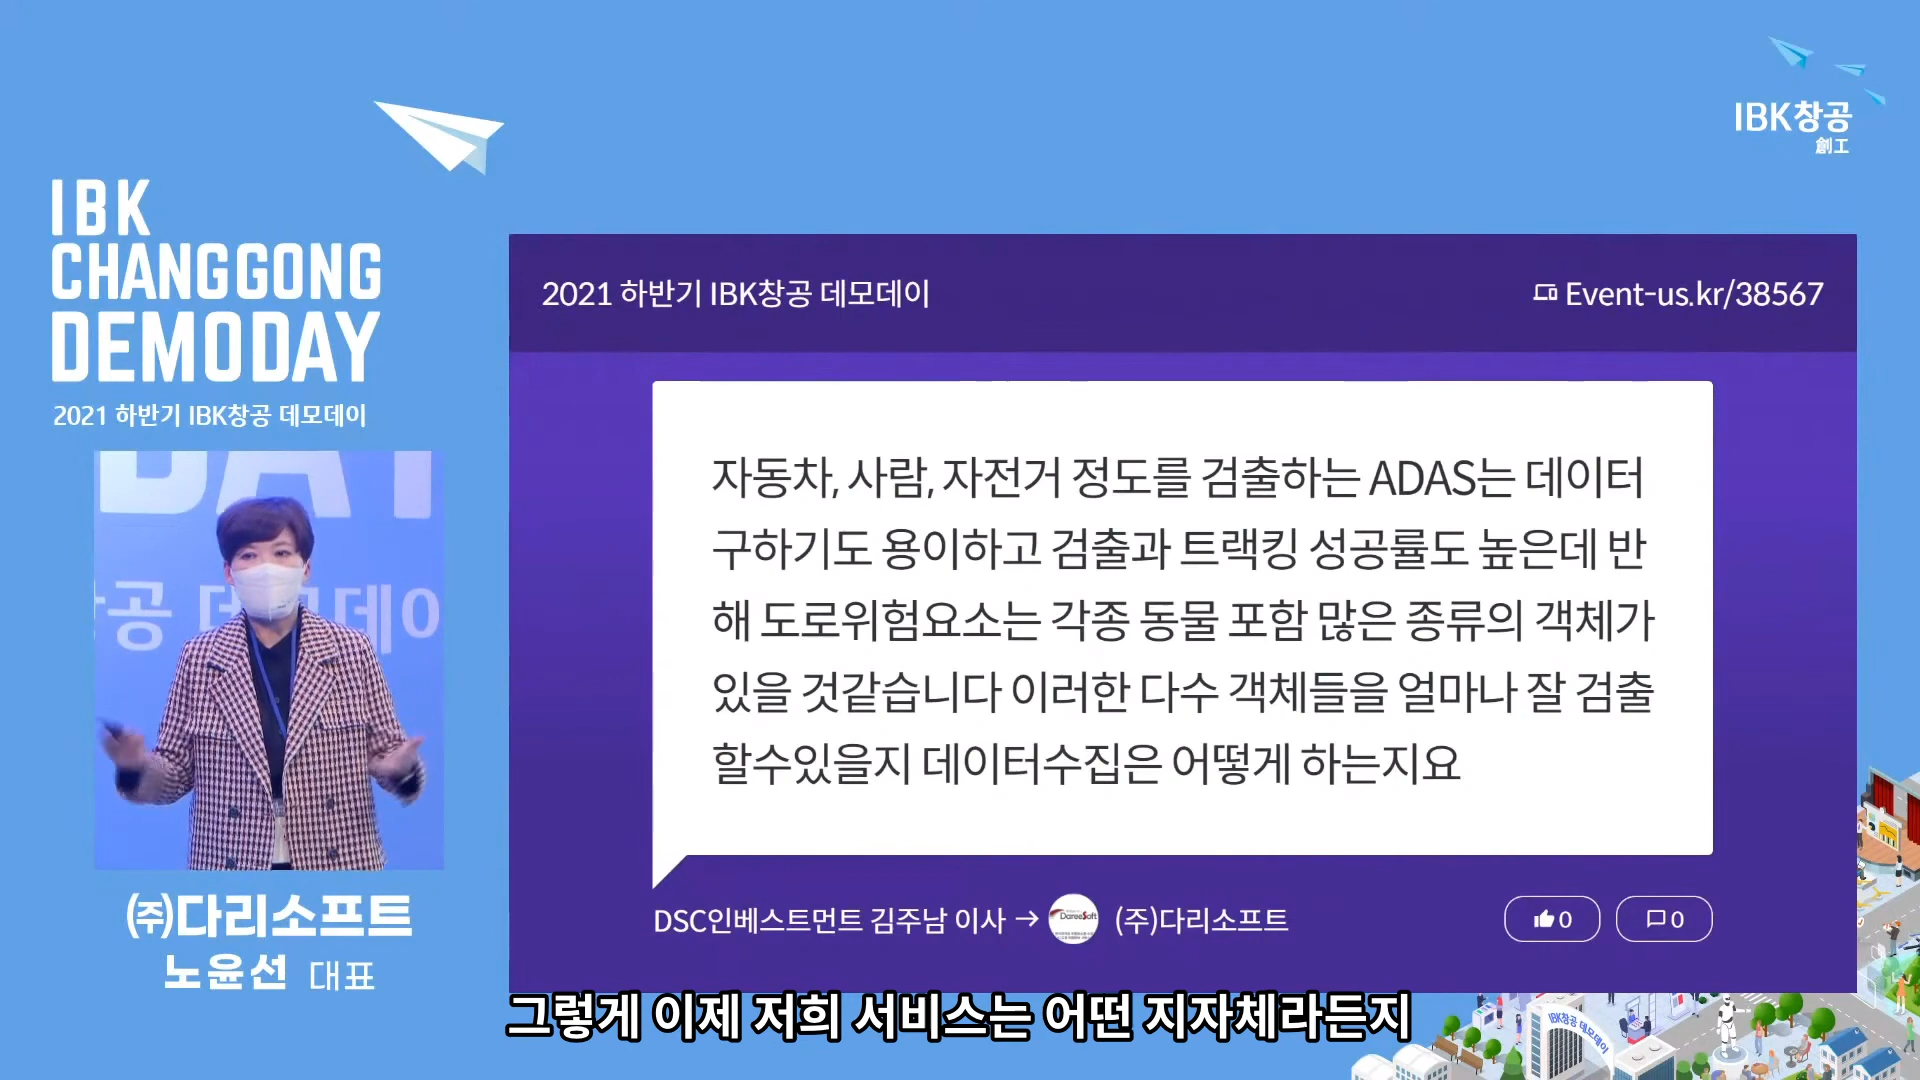 IBK창공
創工
IBK
CHANGGONG
DEMODAY
2021 하반기 IBK창공 데모데이
2021 하반기 IBK창공 데모데이
Event-us.kr/38567
자동차, 사람, 자전거 정도를 검출하는 ADAS는 데이터
구하기도 용이하고 검출과 트랙킹 성공률도 높은데 반
해 도로위험요소는 각종 동물 포함 많은 종류의 객체가
있을 것같습니다 이러한 다수 객체들을 얼마나 잘 검출
할수있을지 데이터수집은 어떻게 하는지요
DSC인베스트먼트 김주남 이사 → DareeSoft (주)다리소프트
0
0
㈜다리소프트
노윤선 대표
그렇게 이제 저희 서비스는 어떤 지자체라든지
IBK창공 데모데이